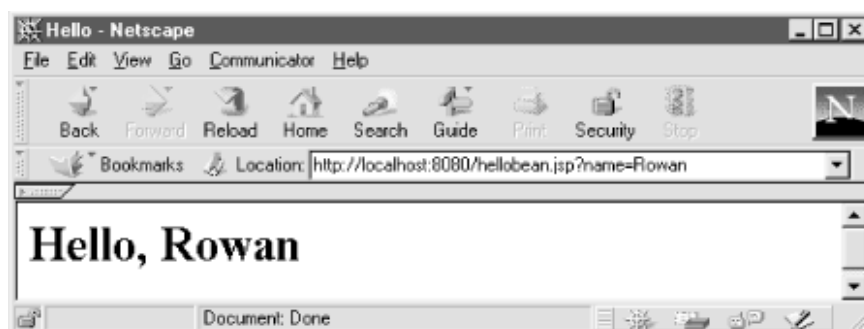 Hello - Netscape
File Edit View Go Communicator Help
Back Forward Reload Home Search Guide Print Security Stop
N
Bookmarks Location: http://localhost:8080/hellobean.jsp?name=Rowan
Hello, Rowan
Document: Done